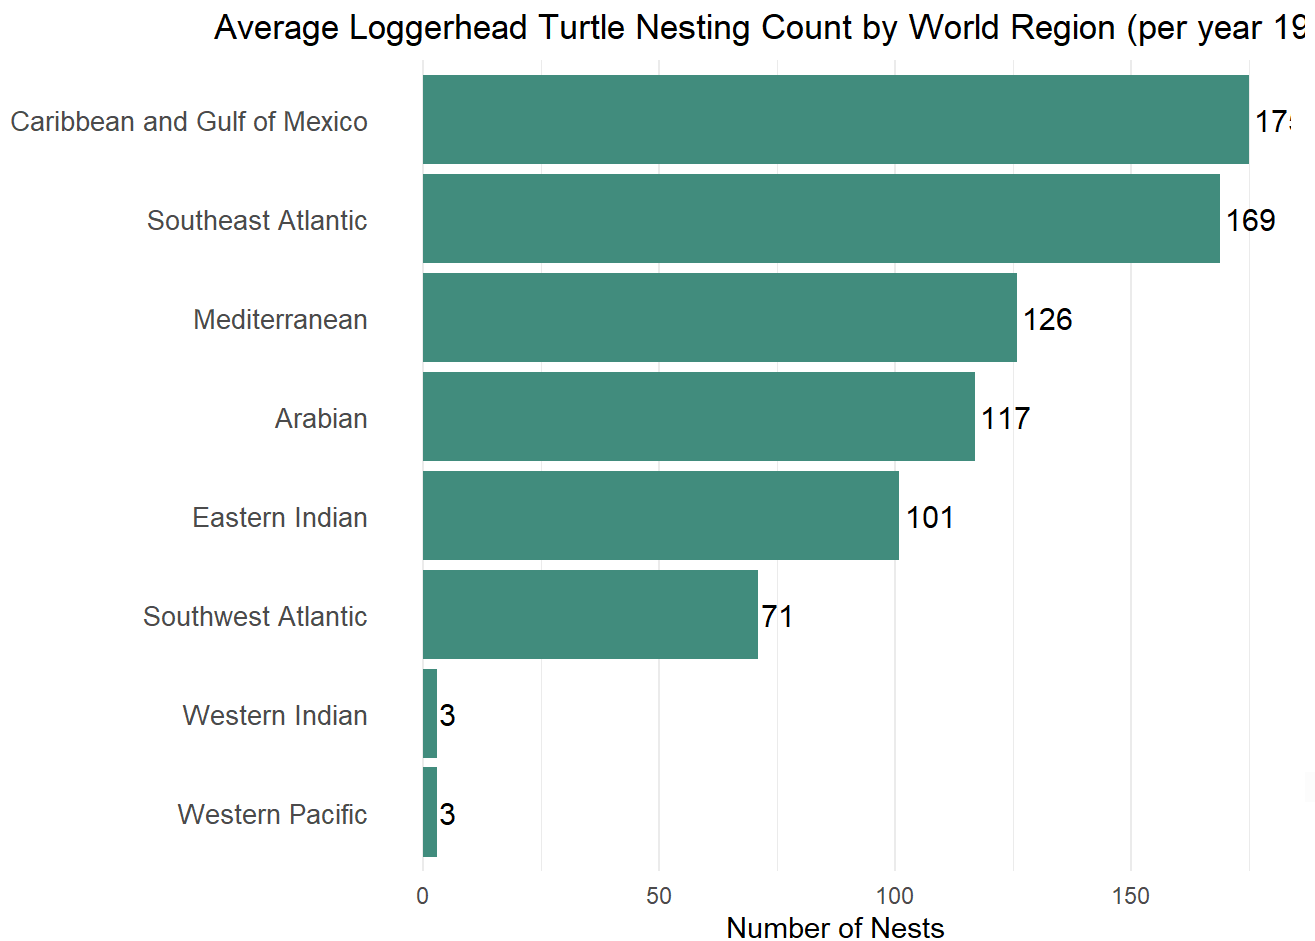 Average Loggerhead Turtle Nesting Count by World Region (per year 19
Caribbean and Gulf of Mexico
Southeast Atlantic
169
Mediterranean
126
Arabian
117
Eastern Indian
101
Southwest Atlantic
71
Western Indian
3
Western Pacific
3
0 50 100 150
Number of Nests